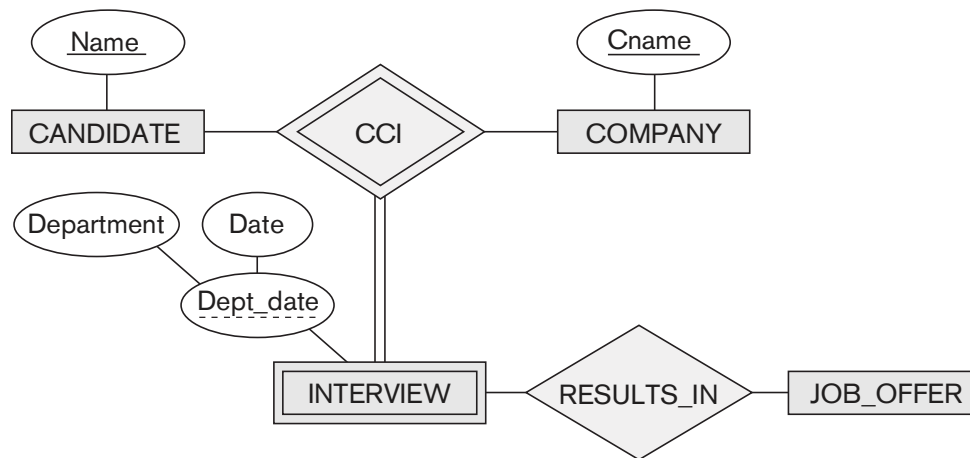 Name
Cname
CANDIDATE
CCI
COMPANY
Department
Date
Dept_date
INTERVIEW
RESULTS_IN
JOB_OFFER